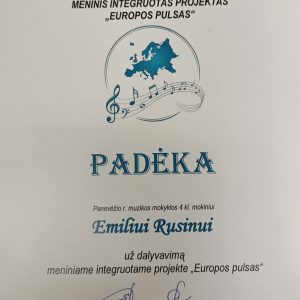 MENINIS INTEGRUOTAS PROJEKTAS
„EUROPOS PULSAS“
PADĖKA
Panevėžio r. muzikos mokyklos 4 kl. mokiniui
Emiliui Rusinui
už dalyvavimą
meniniame integruotame projekte „Europos pulsas“